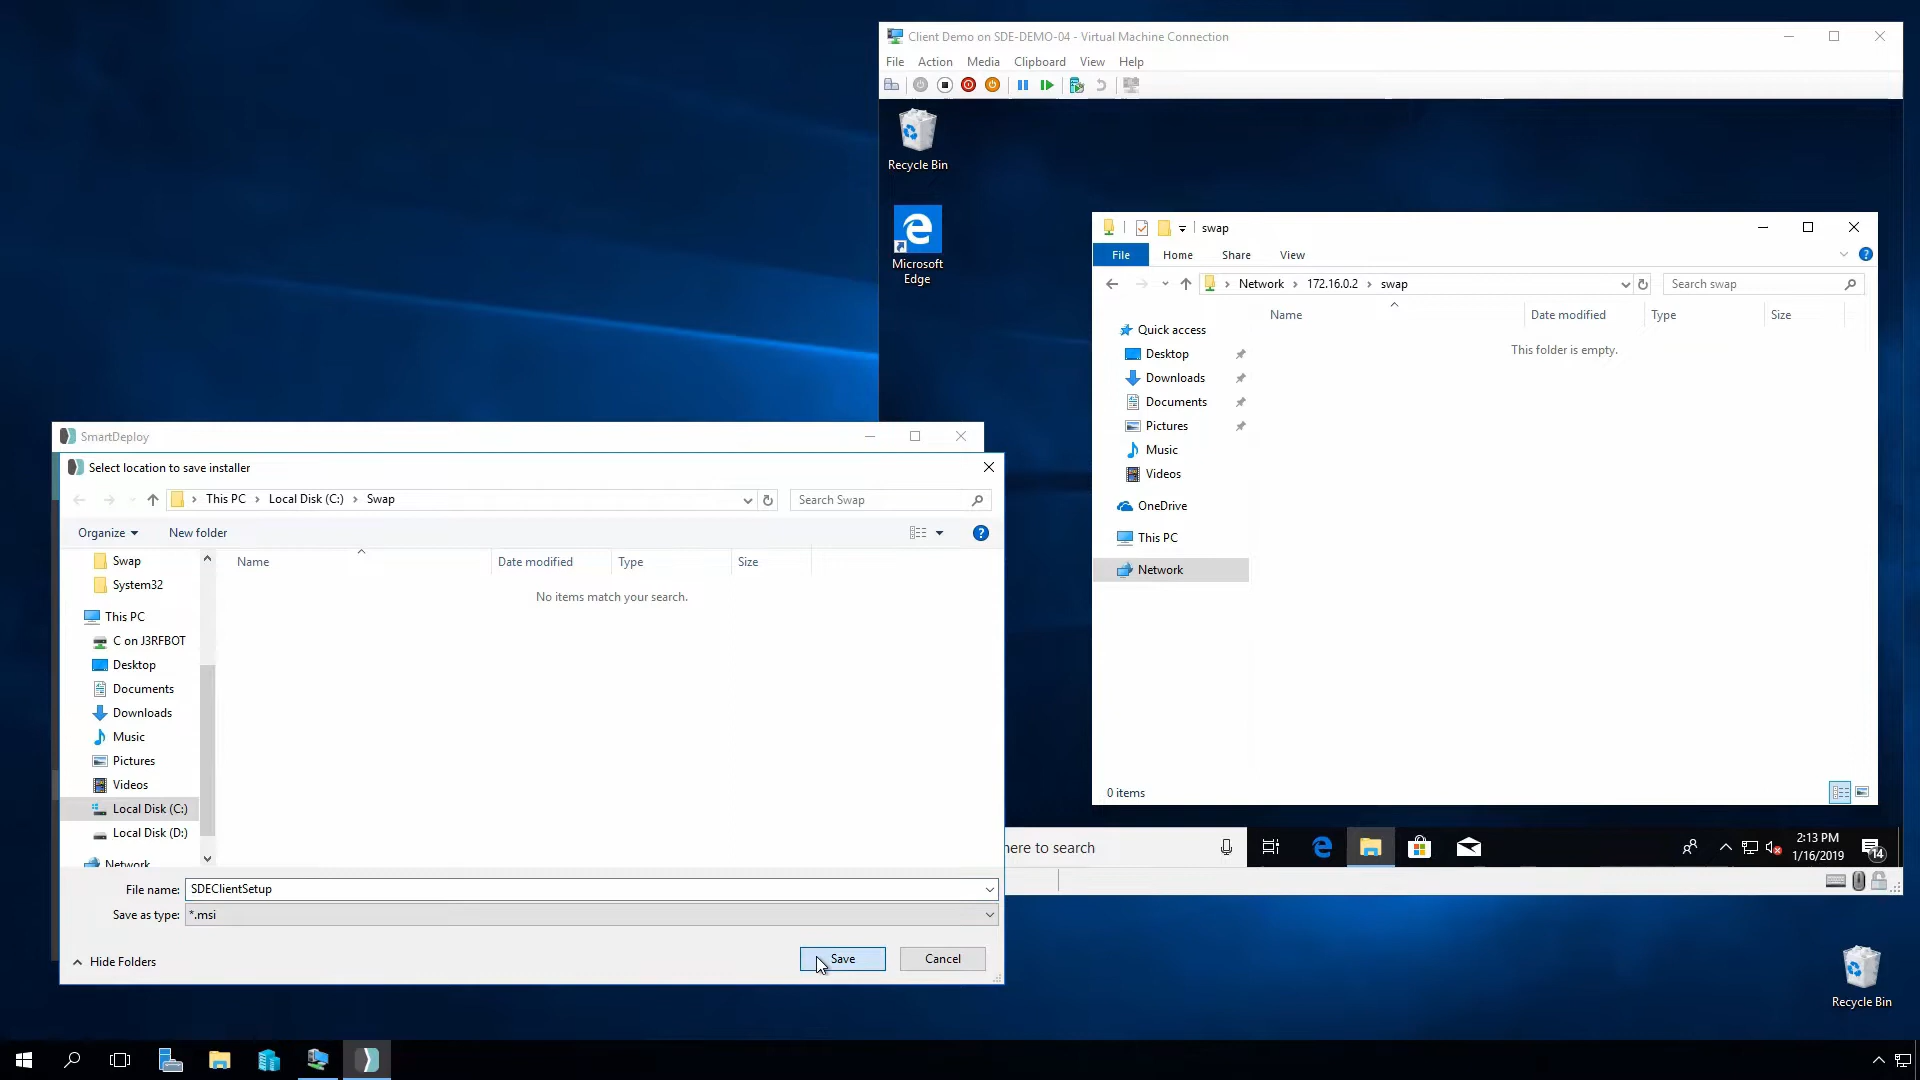 Client Demo on SDE-DEMO-04 - Virtual Machine Connection
File Action Media Clipboard View Help
Recycle Bin
Microsoft
Edge
swap
File Home Share View
Network 172.16.0.2 swap
Search swap
Name Date modified Type Size
This folder is empty.
Quick access
Desktop
Downloads
Documents
Pictures
Music
Videos
OneDrive
This PC
Network
0 items
here to search
2:13 PM
1/16/2019
14
SmartDeploy
Select location to save installer
This PC Local Disk (C:) Swap
Search Swap
Organize New folder
Name Date modified Type Size
No items match your search.
Swap
System32
This PC
C on J3RFBOT
Desktop
Documents
Downloads
Music
Pictures
Videos
Local Disk (C:)
Local Disk (D:)
Network
File name: SDEClientSetup
Save as type: *.msi
Hide Folders
Save Cancel
Recycle Bin